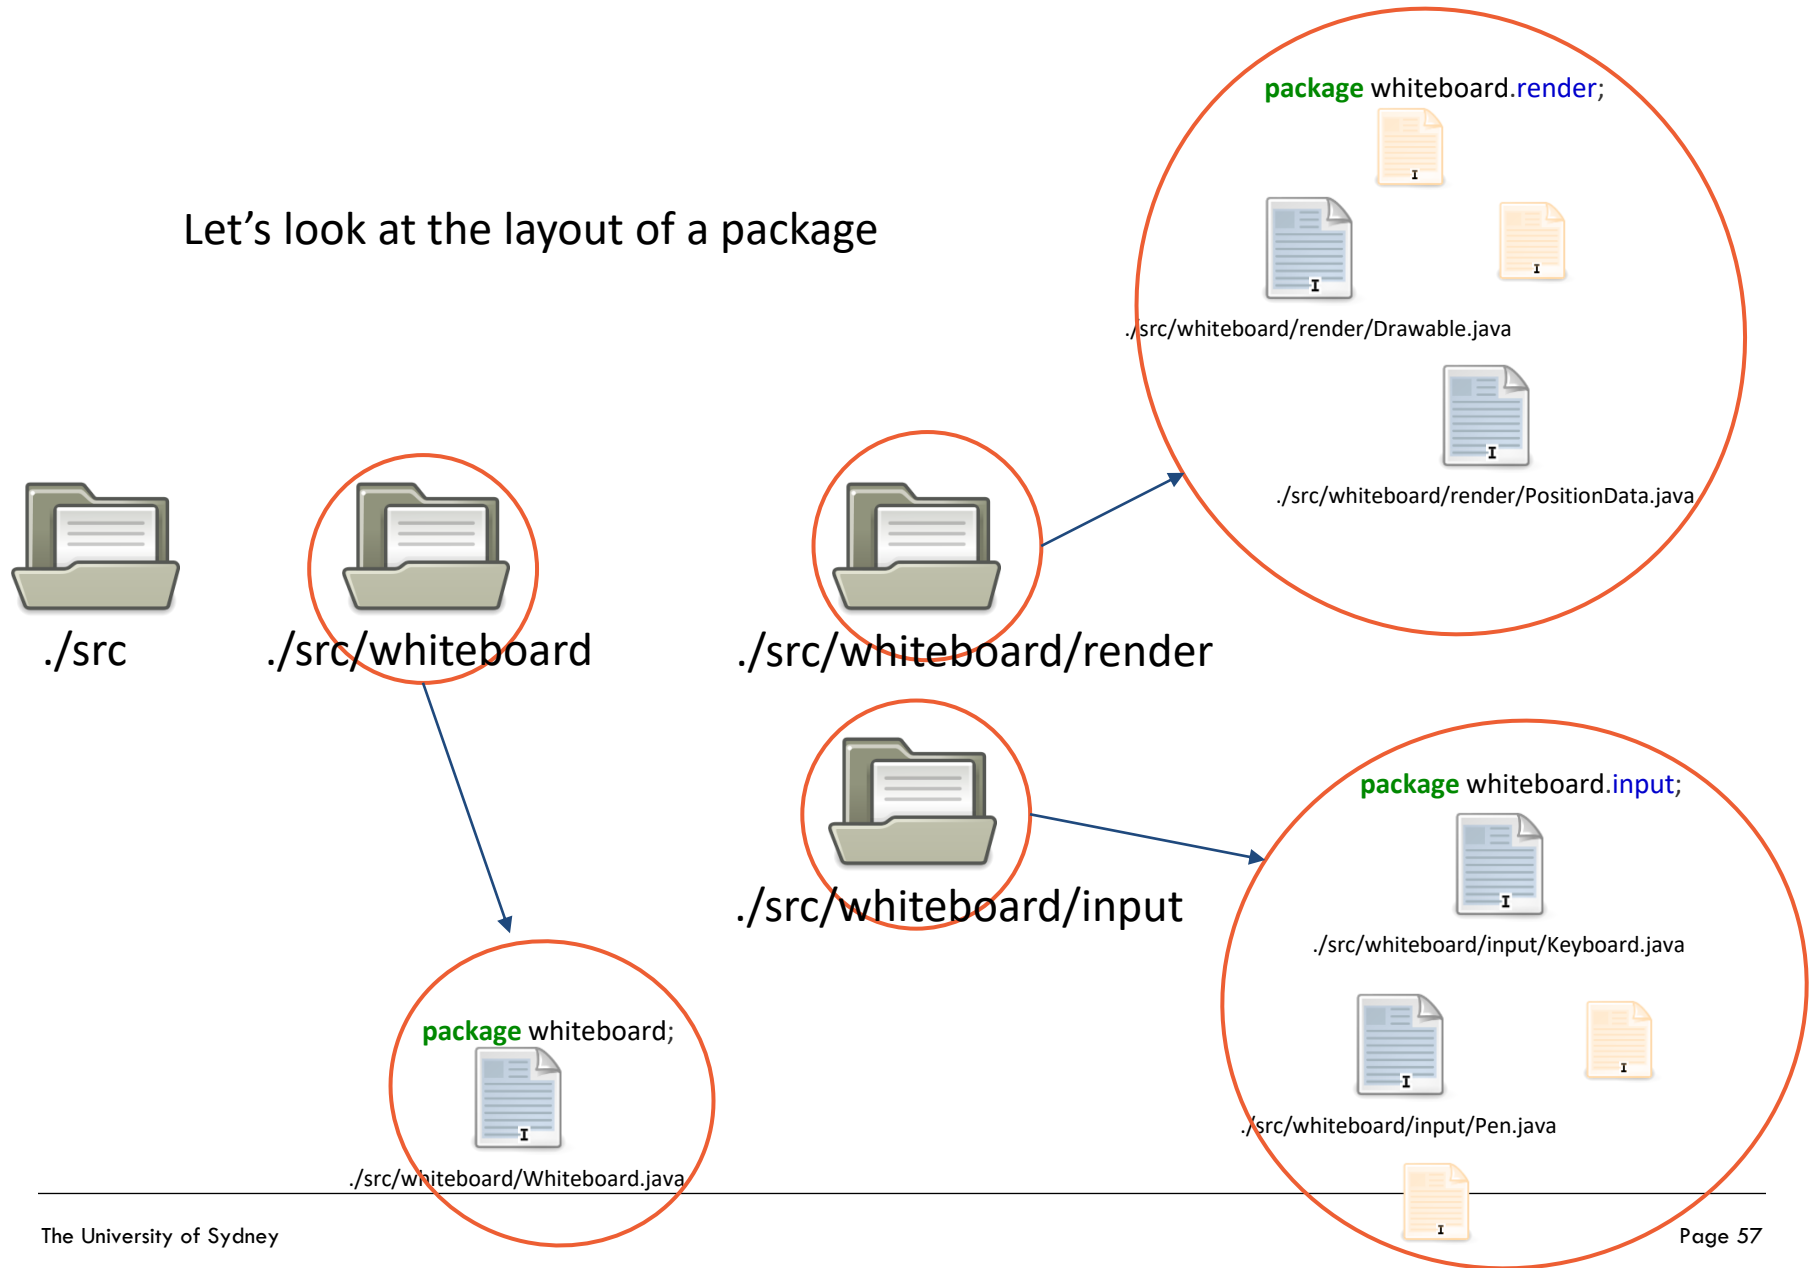 package whiteboard.render;
Let's look at the layout of a package
I
I
I
./src/whiteboard/render/Drawable.java
I
./src/whiteboard/render/PositionData.java
./src
./src/whiteboard
./src/whiteboard/render
package whiteboard.input;
I
./src/whiteboard/input
./src/whiteboard/input/Keyboard.java
package whiteboard;
I
I
I
./src/whiteboard/input/Pen.java
I
./src/whiteboard/Whiteboard.java
The University of Sydney
Page 57